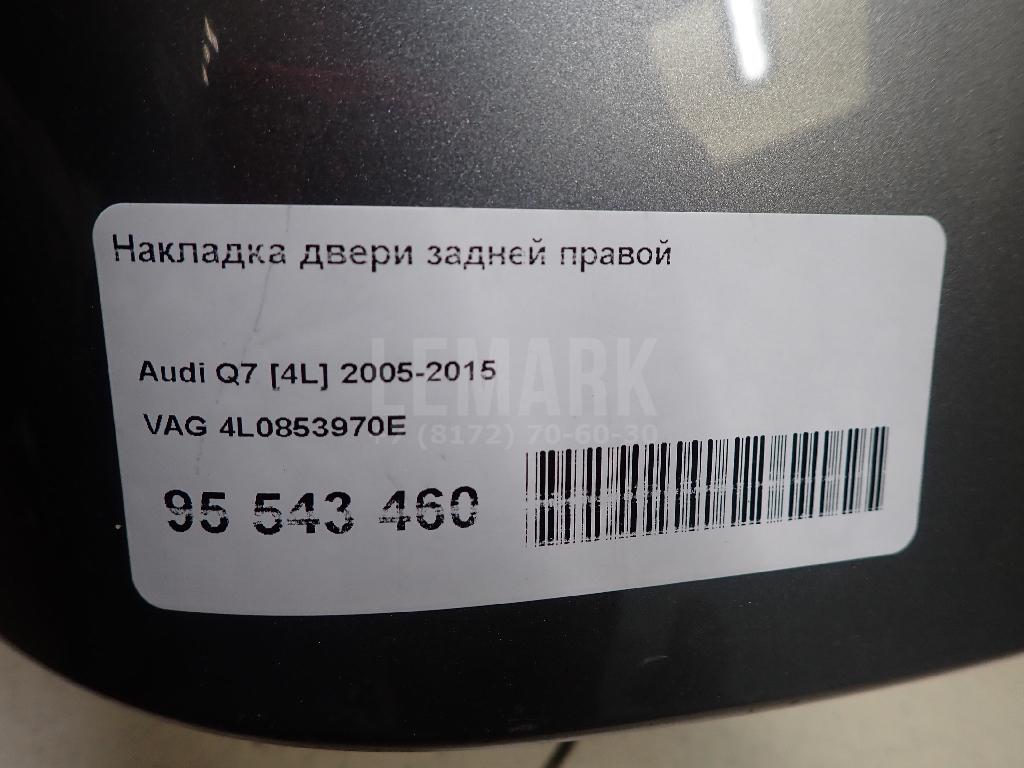 Накладка двери задней правой
LEMARK
Audi Q7 [4L] 2005-2015
VAG 4L0853970E
+7 (8172) 70-60-30
95 543 460